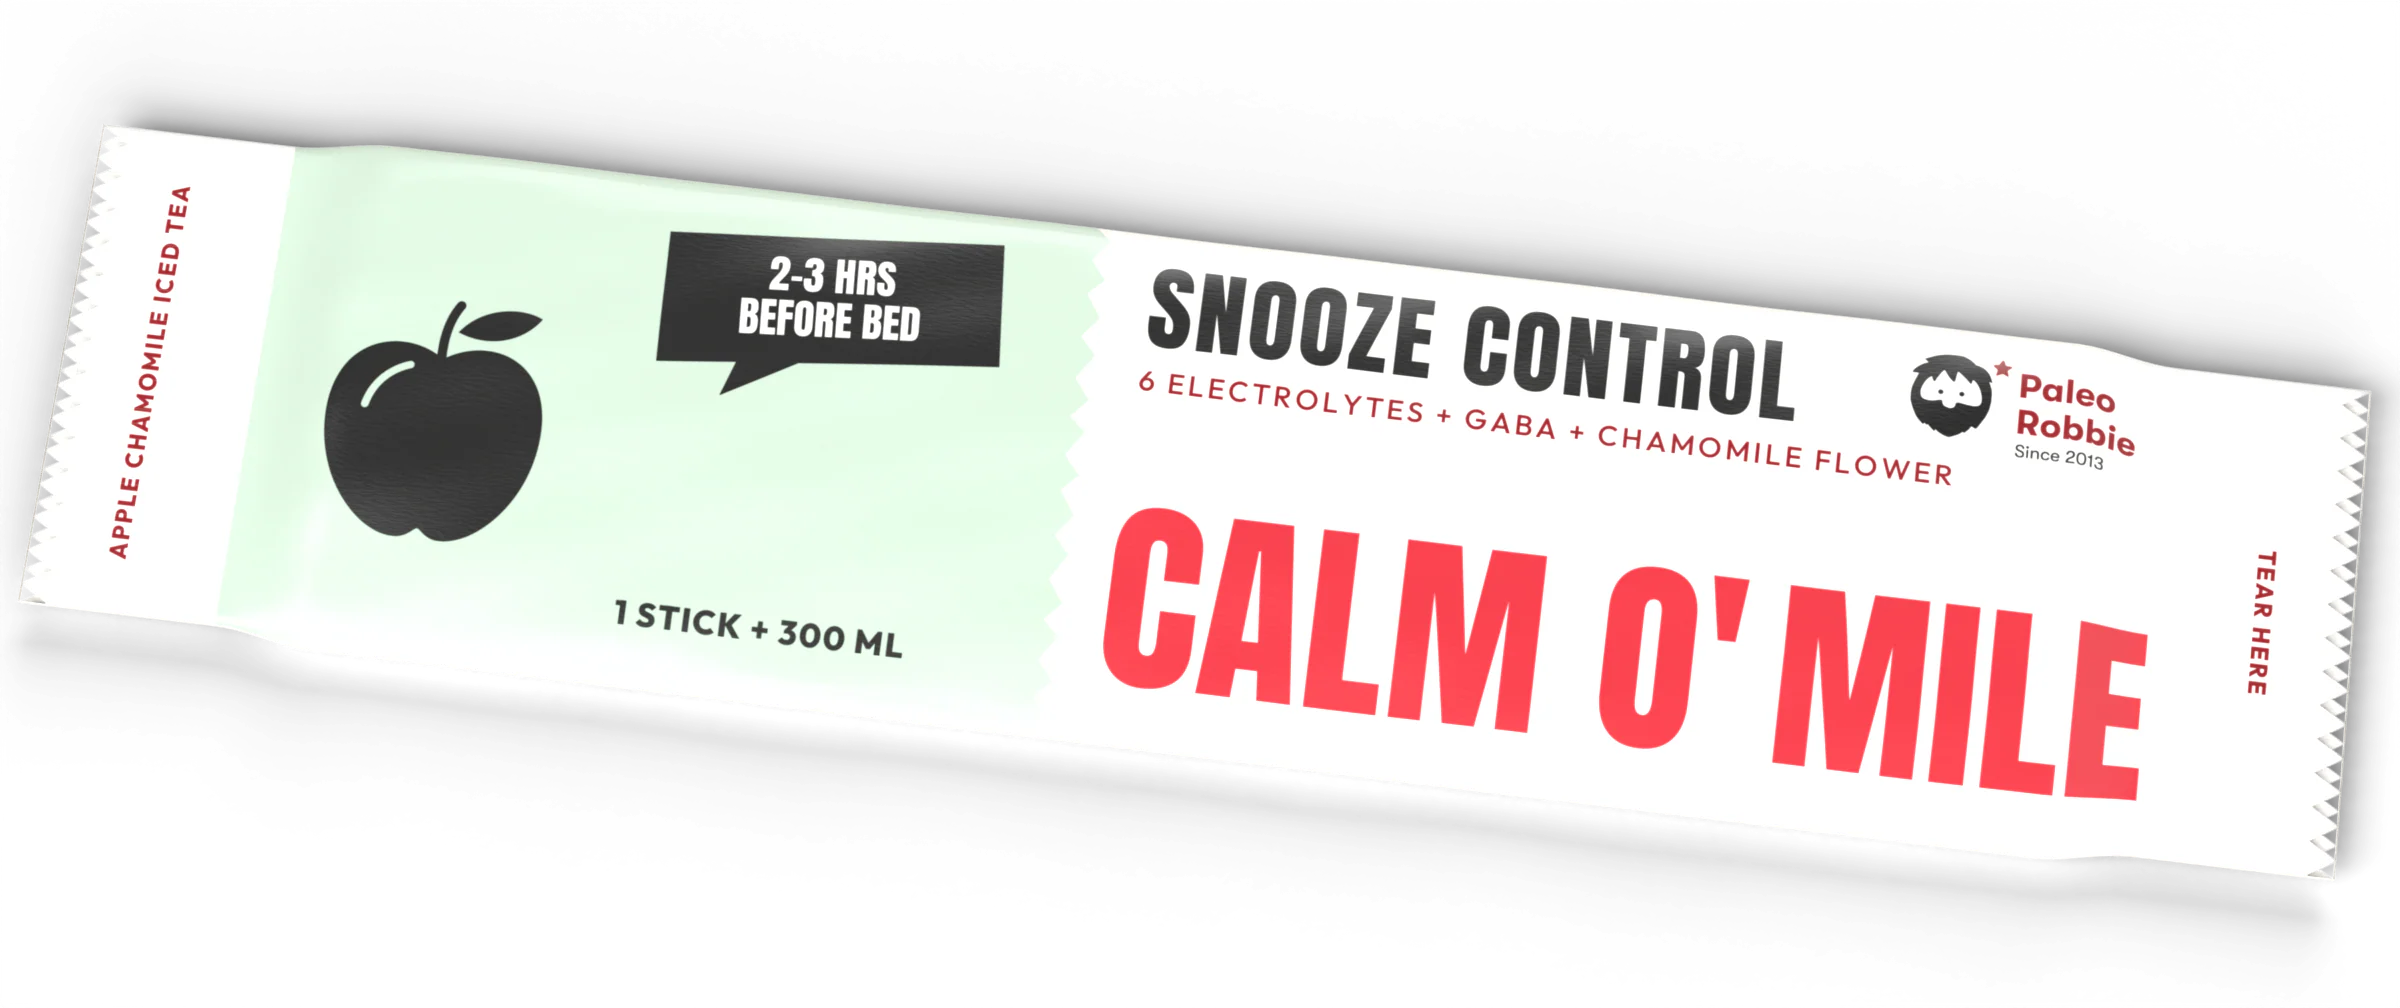 APPLE CHAMOMILE ICED TEA
2-3 HRS
BEFORE BED
1 STICK + 300 ML
SNOOZE CONTROL
6 ELECTROLYTES + GABA + CHAMOMILE FLOWER
Paleo
Robbie
Since 2013
CALM O' MILE
TEAR HERE